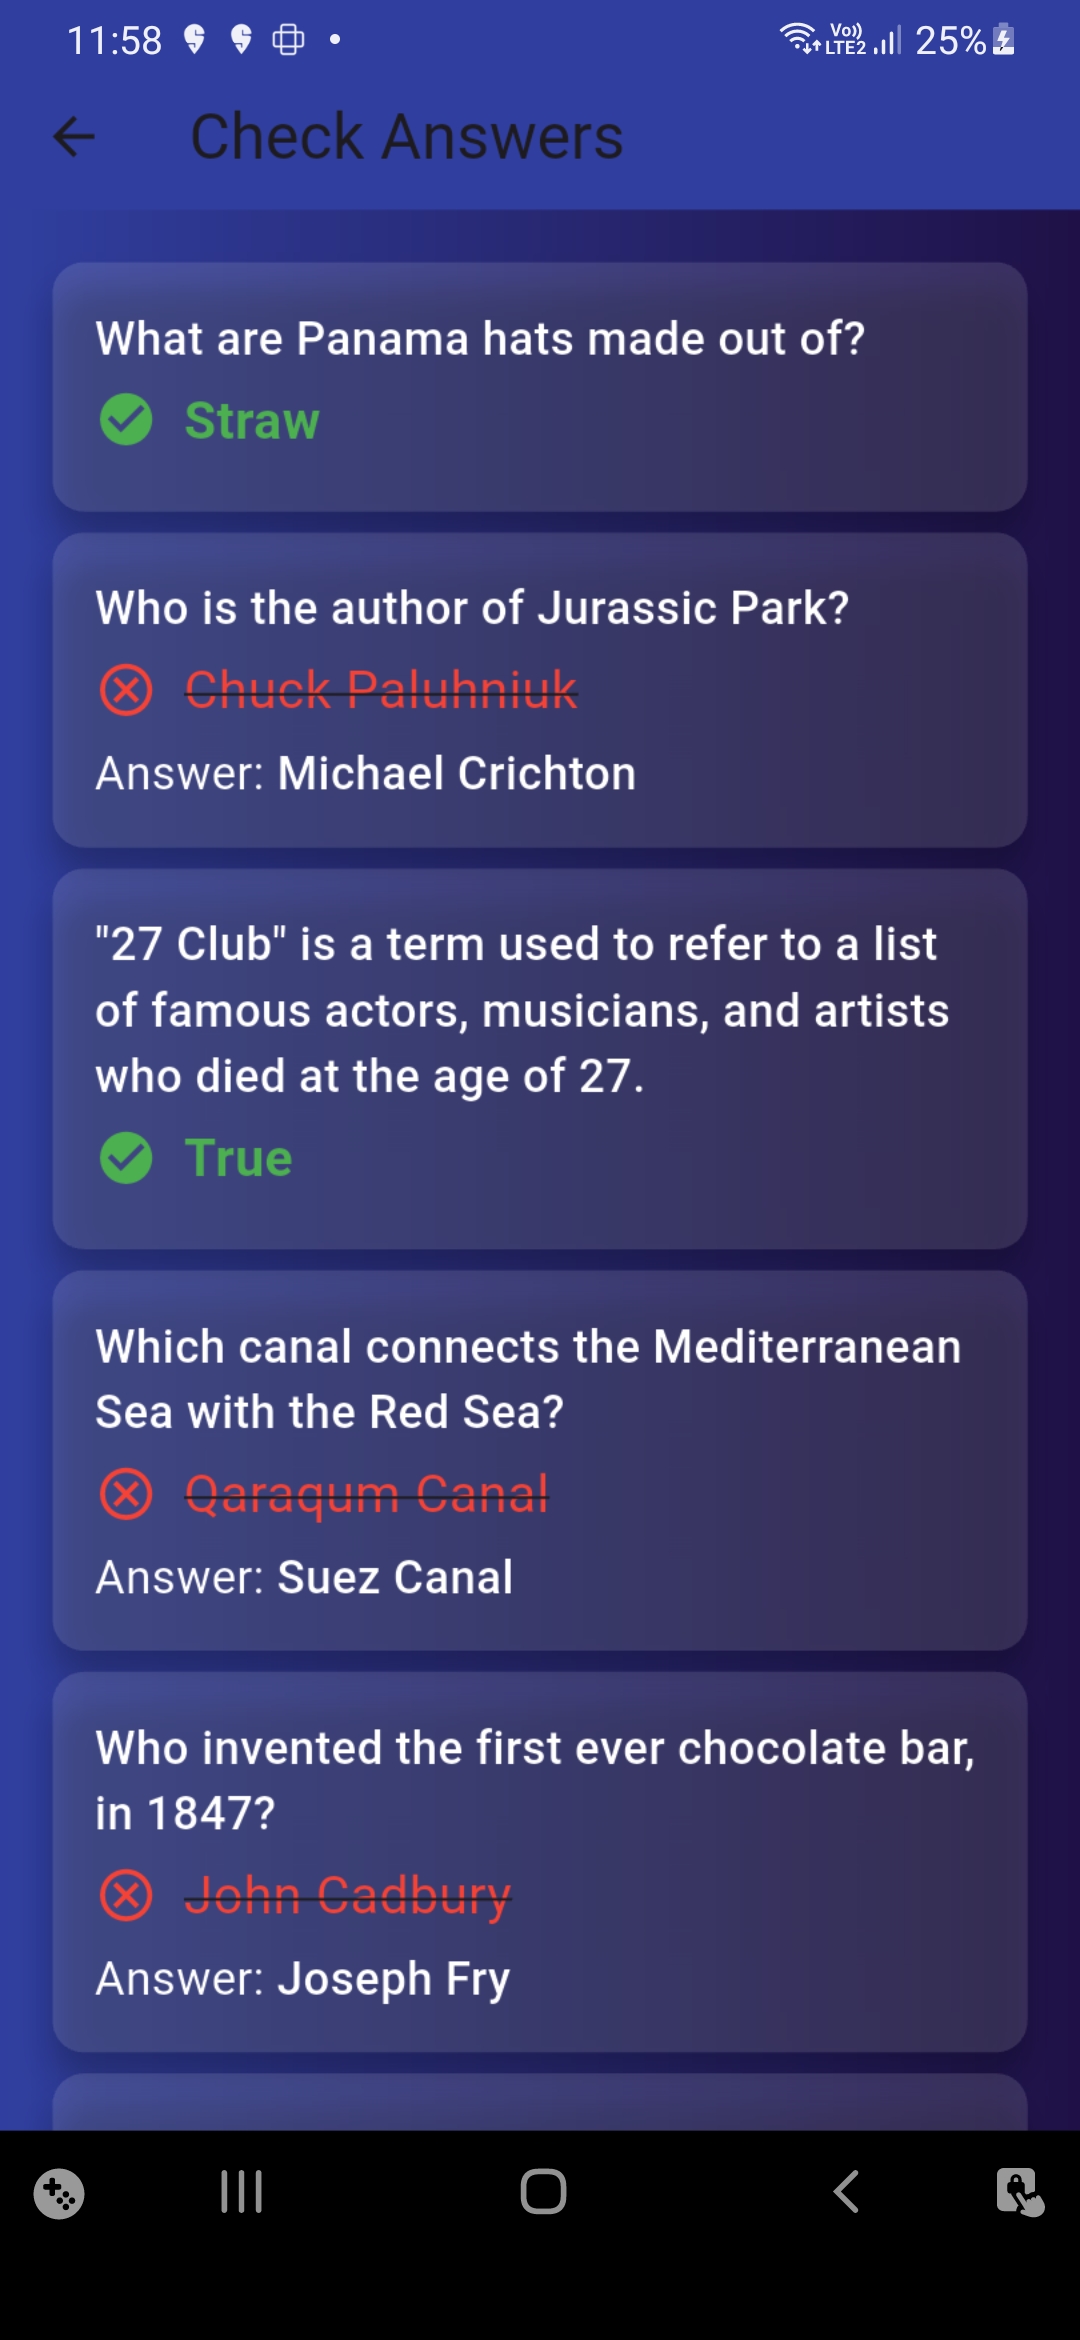 11:58
Vo))
LTE2
25%
Check Answers
What are Panama hats made out of?
Straw
Who is the author of Jurassic Park?
Chuck Paluhniuk
Answer: Michael Crichton
"27 Club" is a term used to refer to a list
of famous actors, musicians, and artists
who died at the age of 27.
True
Which canal connects the Mediterranean
Sea with the Red Sea?
Qaraqum Canal
Answer: Suez Canal
Who invented the first ever chocolate bar,
in 1847?
John Cadbury
Answer: Joseph Fry